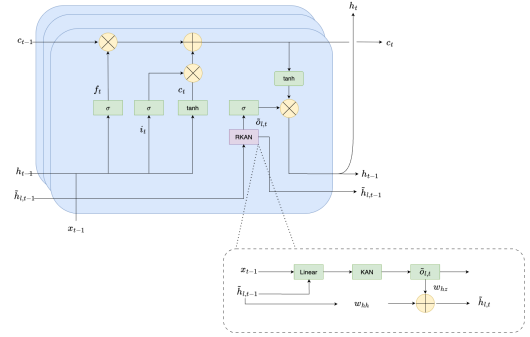 h_t
c_{t-1}
c_t
tanh
f_t
c_t
σ
σ
tanh
σ
i_t
õ_{l,t}
RKAN
h_{t-1}
h_{t-1}
h̃_{l,t-1}
h̃_{l,t-1}
x_{t-1}
x_{t-1}
Linear
KAN
õ_{l,t}
h̃_{l,t-1}
w_{hz}
w_{hh}
h̃_{l,t}